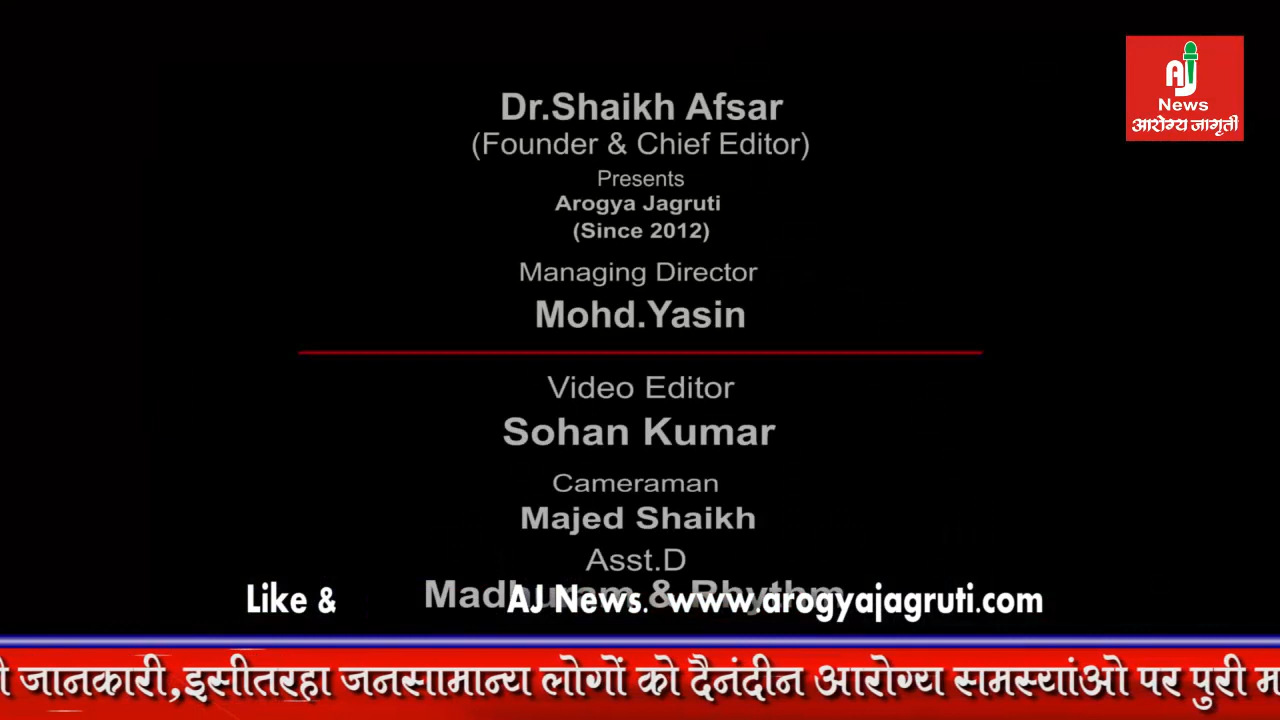 AJ
News
आरोग्य जागृती
Dr.Shaikh Afsar
(Founder & Chief Editor)
Presents
Arogya Jagruti
(Since 2012)
Managing Director
Mohd.Yasin
Video Editor
Sohan Kumar
Cameraman
Majed Shaikh
Asst.D
Madhuram & Rhythm
Like & AJ News. www.arogyajagruti.com
जानकारी,इसीतरहा जनसामान्य लोगों को दैनंदीन आरोग्य समस्यांओ पर पुरी